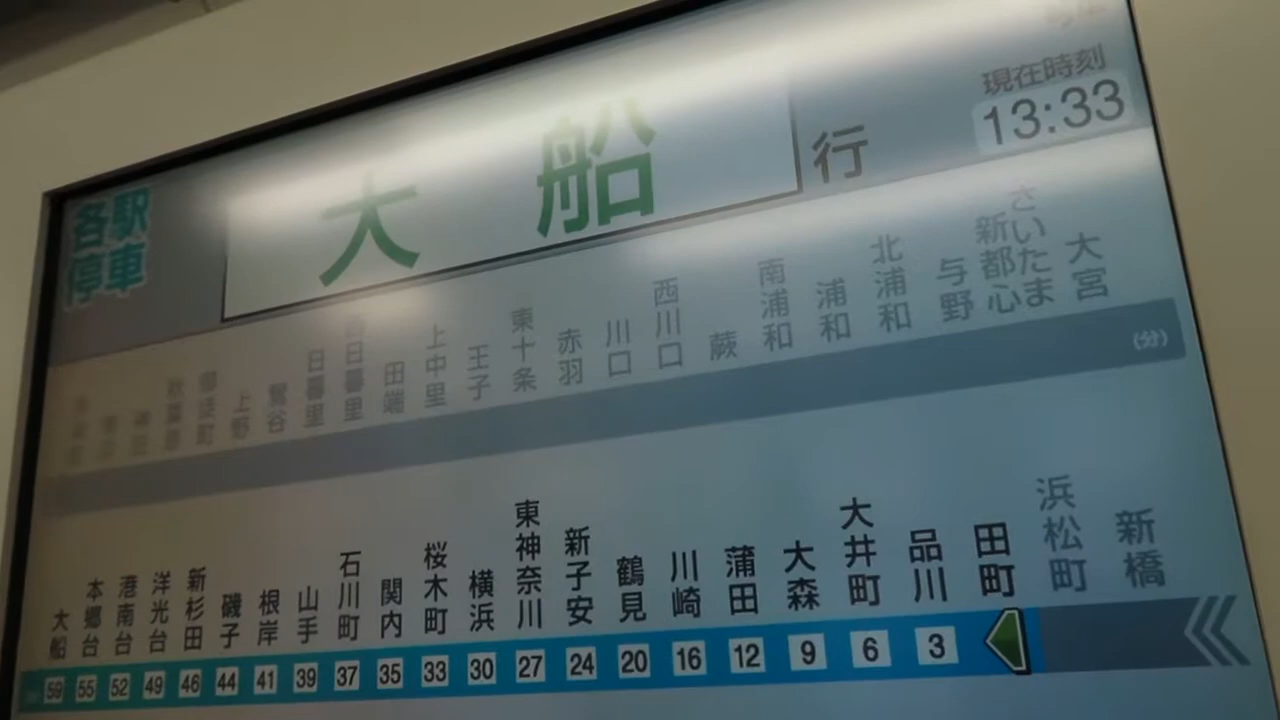 各駅停車
大船
行
現在時刻
13:33
上野
鶯谷
日暮里
西日暮里
田端
上中里
王子
東十条
赤羽
川口
西川口
蕨
南浦和
浦和
北浦和
与野
さいたま新都心
大宮
(分)
大船
本郷台
港南台
洋光台
新杉田
磯子
根岸
山手
石川町
関内
桜木町
横浜
東神奈川
新子安
鶴見
川崎
蒲田
大森
大井町
品川
田町
浜松町
新橋
59 55 52 49 46 44 41 39 37 35 33 30 27 24 20 16 12 9 6 3